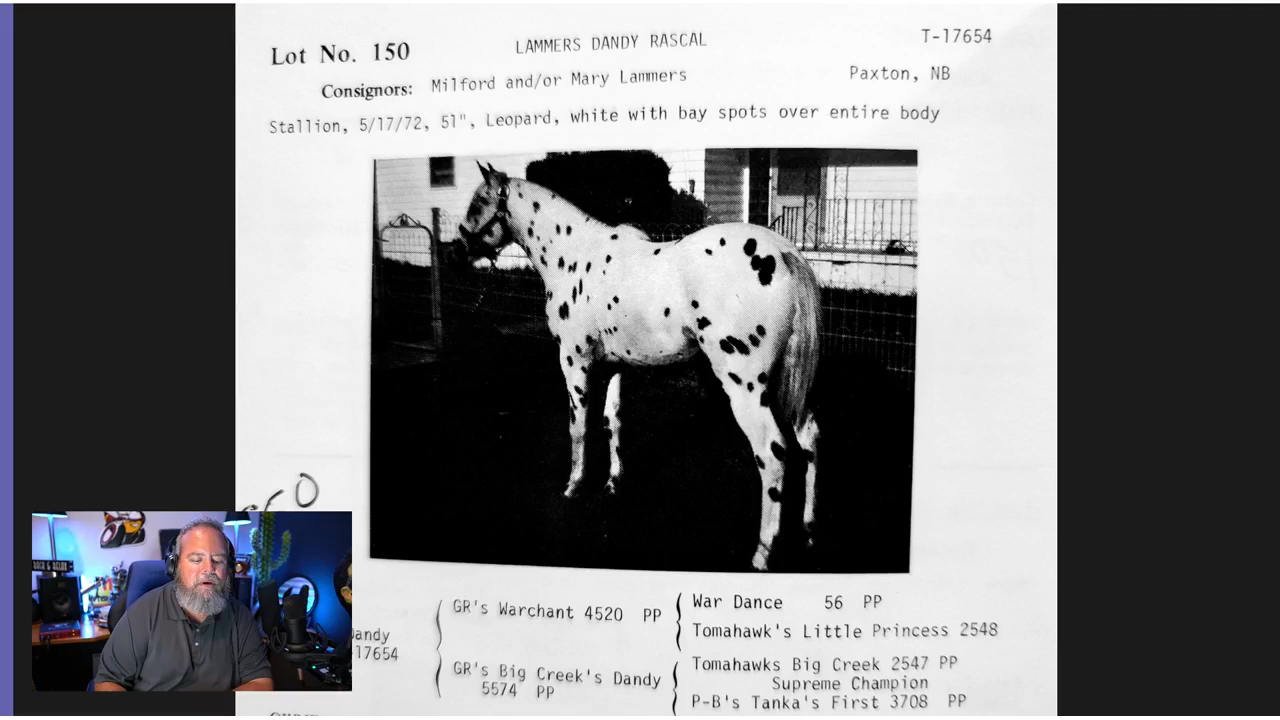 Lot No. 150
LAMMERS DANDY RASCAL
T-17654
Consignors: Milford and/or Mary Lammers
Paxton, NB
Stallion, 5/17/72, 51", Leopard, white with bay spots over entire body
ROCK & RELAX
GR's Warchant 4520 PP
War Dance 56 PP
Tomahawk's Little Princess 2548
Dandy
-17654
GR's Big Creek's Dandy
5574 PP
Tomahawks Big Creek 2547 PP
Supreme Champion
P-B's Tanka's First 3708 PP